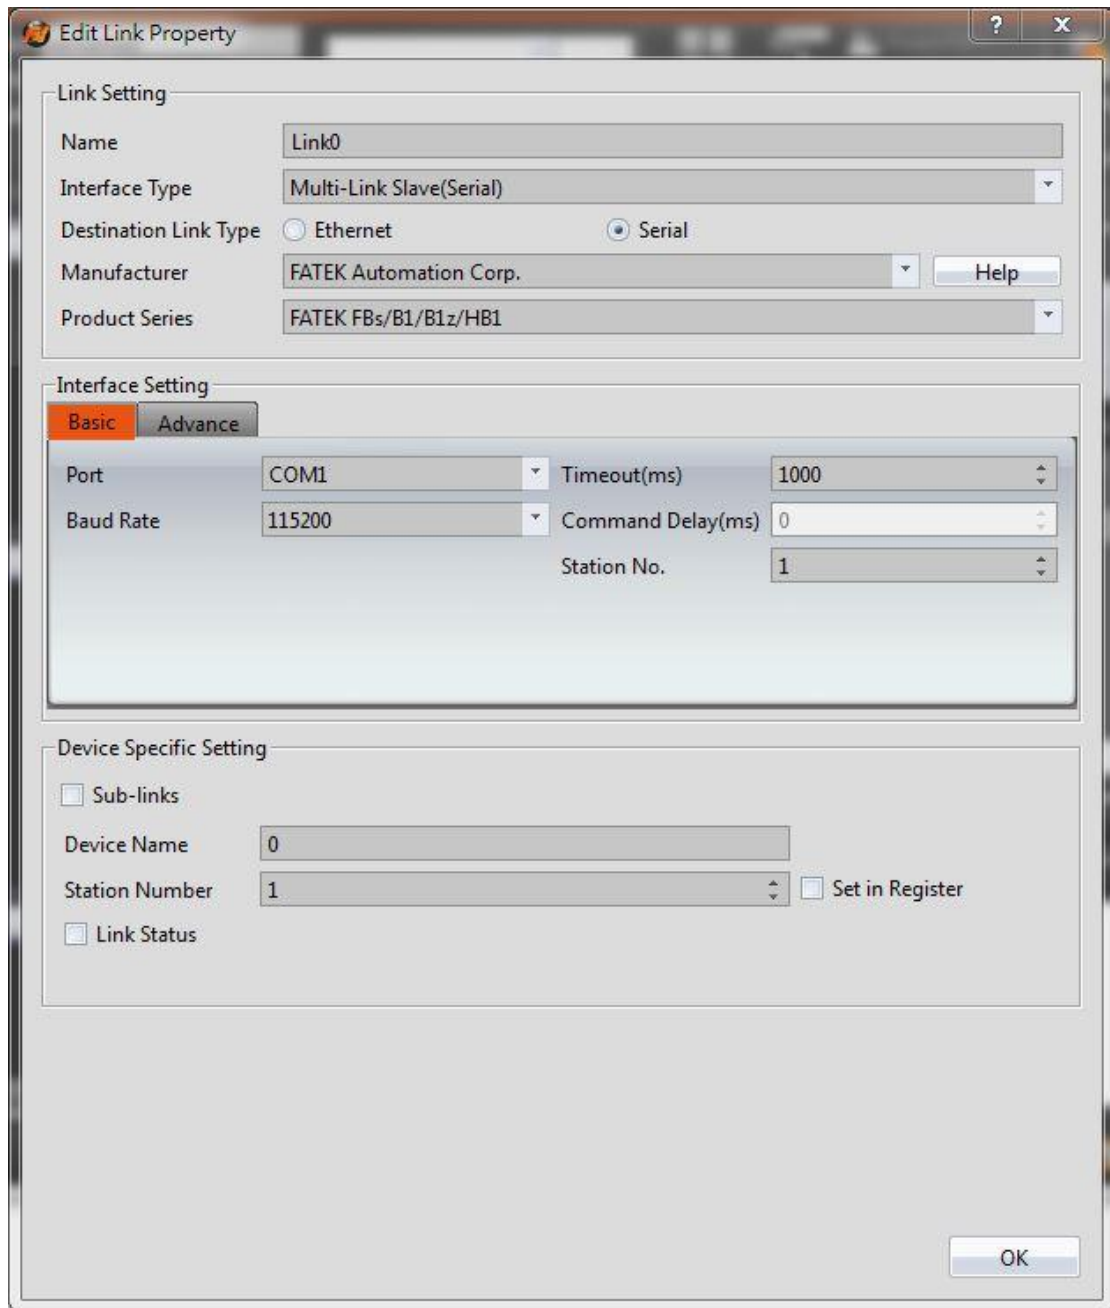 Edit Link Property
? X
Link Setting
Name Link0
Interface Type Multi-Link Slave(Serial)
Destination Link Type Ethernet Serial
Manufacturer FATEK Automation Corp. Help
Product Series FATEK FBs/B1/B1z/HB1
Interface Setting
Basic Advance
Port COM1 Timeout(ms) 1000
Baud Rate 115200 Command Delay(ms) 0
Station No. 1
Device Specific Setting
Sub-links
Device Name 0
Station Number 1 Set in Register
Link Status
OK